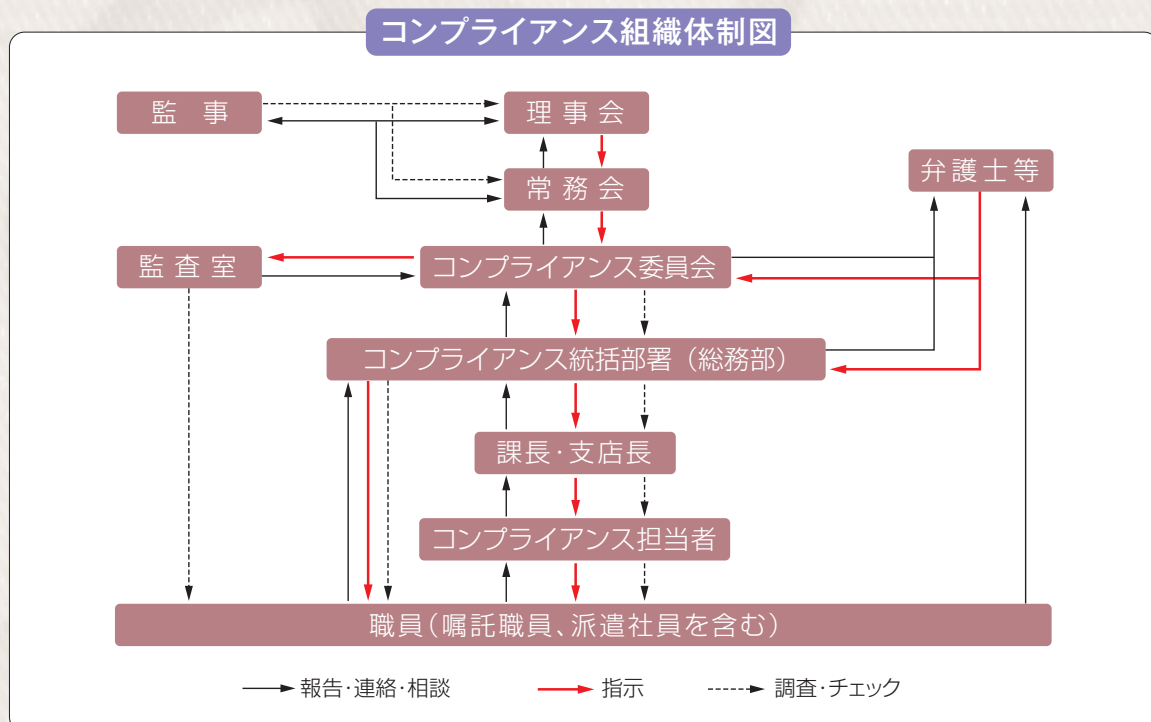 コンプライアンス組織体制図
監事
理事会
常務会
弁護士等
監査室
コンプライアンス委員会
コンプライアンス統括部署（総務部）
課長・支店長
コンプライアンス担当者
職員（嘱託職員、派遣社員を含む）
報告・連絡・相談
指示
調査・チェック